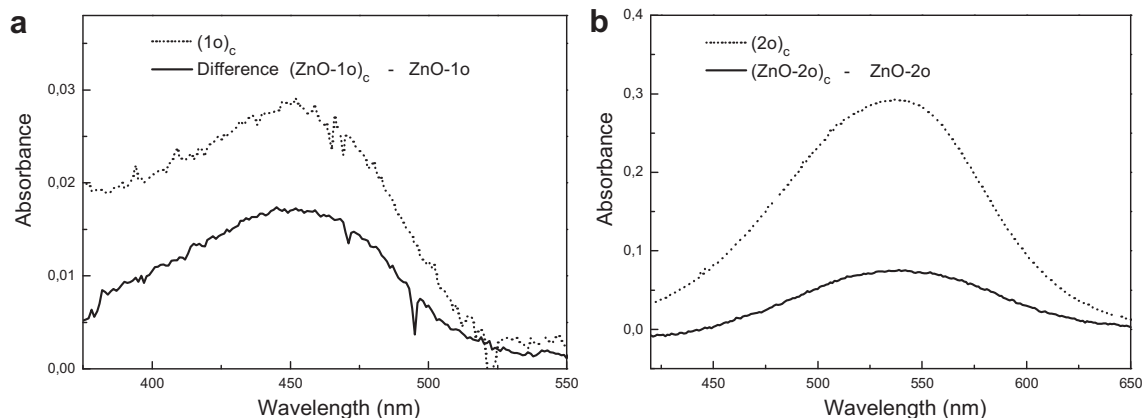 a
(1o)c
Difference (ZnO-1o)c - ZnO-1o
Absorbance
0,03
0,02
0,01
0,00
400
450
500
550
Wavelength (nm)
b
(2o)c
(ZnO-2o)c - ZnO-2o
Absorbance
0,4
0,3
0,2
0,1
0,0
450
500
550
600
650
Wavelength (nm)